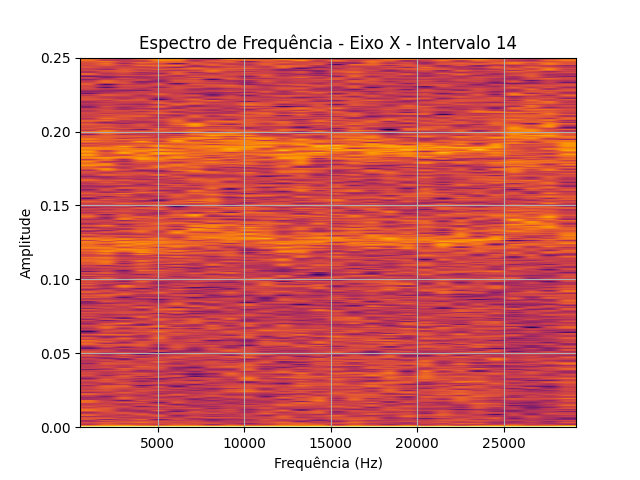 Espectro de Frequência - Eixo X - Intervalo 14
Amplitude
0.25
0.20
0.15
0.10
0.05
0.00
5000 10000 15000 20000 25000
Frequência (Hz)